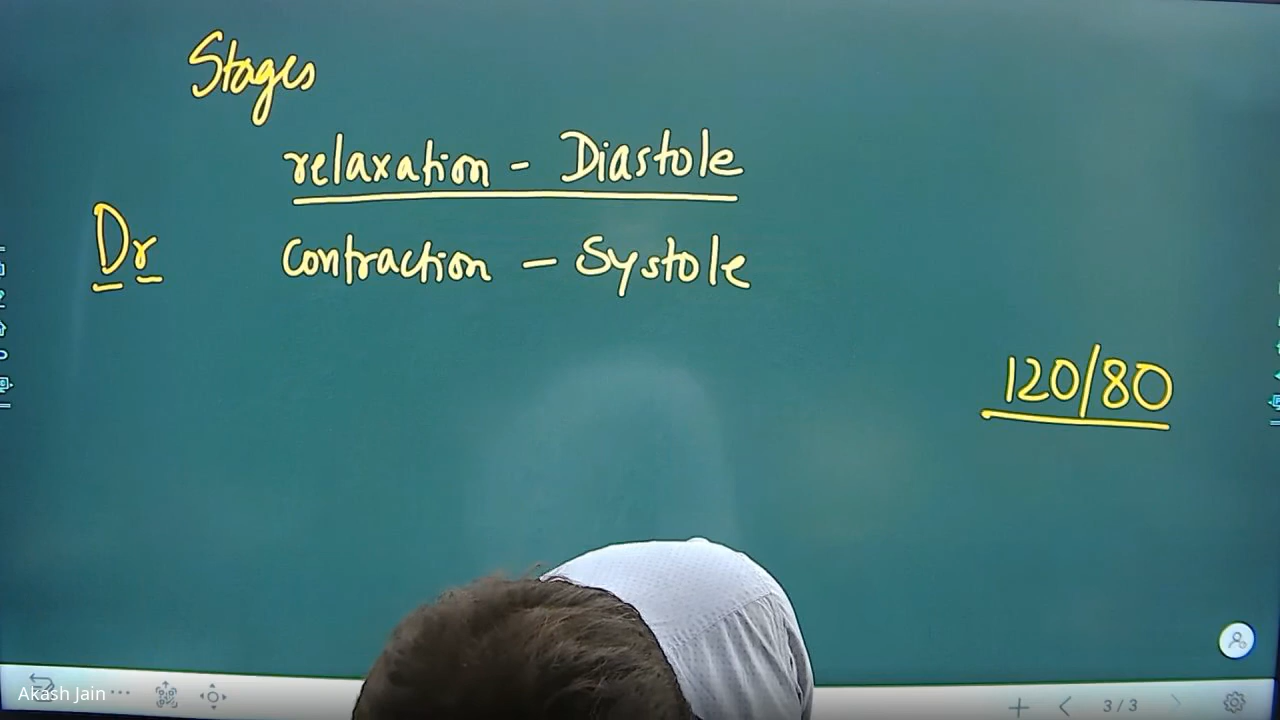 Stages
relaxation - Diastole
Dr
Contraction - Systole
120/80
Akash Jain
3/3